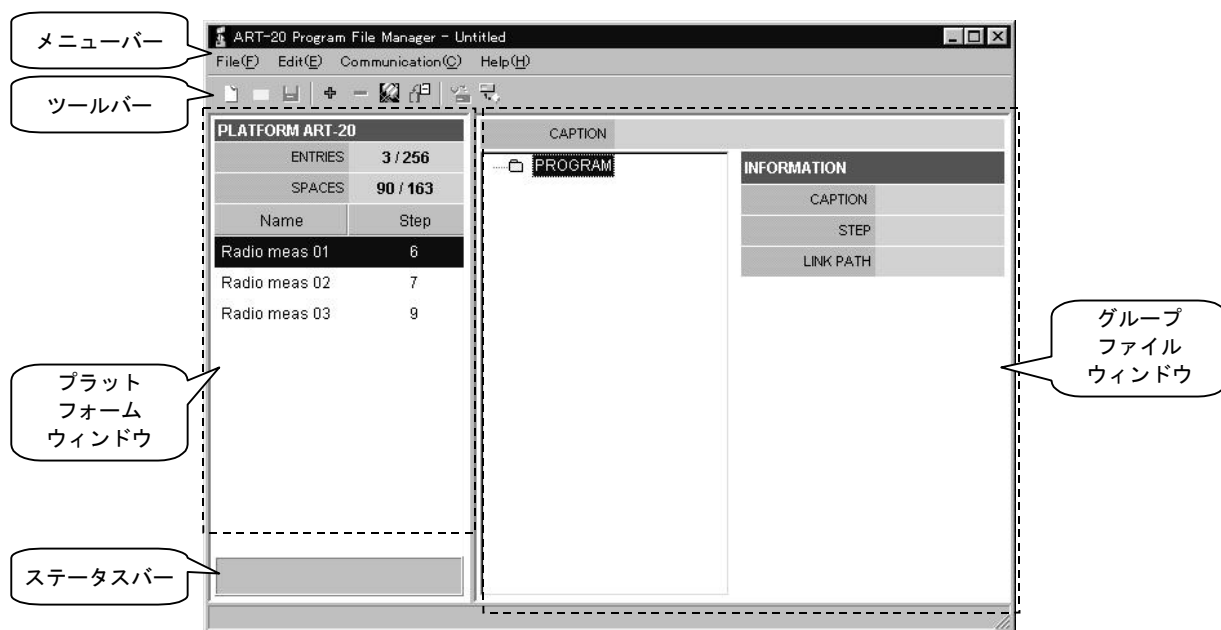 メニューバー
ツールバー
プラット
フォーム
ウィンドウ
ステータスバー
ART-20 Program File Manager - Untitled
File(F) Edit(E) Communication(C) Help(H)
PLATFORM ART-20
ENTRIES 3 / 256
SPACES 90 / 163
Name Step
Radio meas 01 6
Radio meas 02 7
Radio meas 03 9
CAPTION
PROGRAM
INFORMATION
CAPTION
STEP
LINK PATH
グループ
ファイル
ウィンドウ